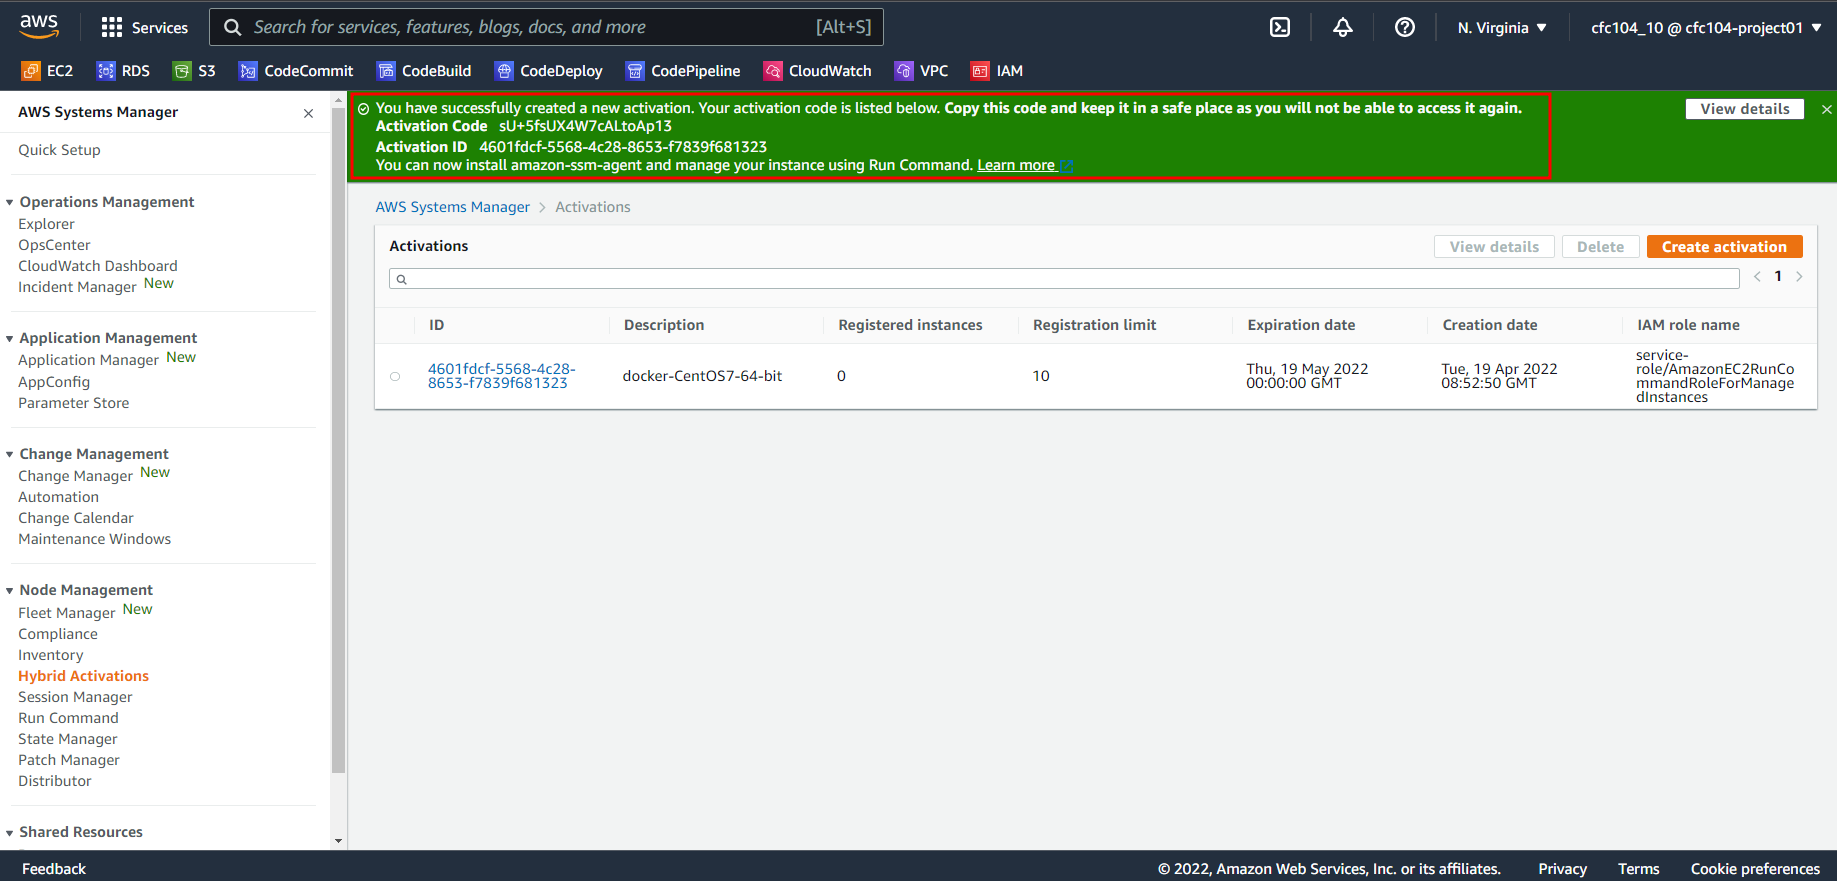 aws
Services
Search for services, features, blogs, docs, and more
[Alt+S]
N. Virginia
cfc104_10 @ cfc104-project01
EC2
RDS
S3
CodeCommit
CodeBuild
CodeDeploy
CodePipeline
CloudWatch
VPC
IAM
AWS Systems Manager
Quick Setup
Operations Management
Explorer
OpsCenter
CloudWatch Dashboard
Incident Manager New
Application Management
Application Manager New
AppConfig
Parameter Store
Change Management
Change Manager New
Automation
Change Calendar
Maintenance Windows
Node Management
Fleet Manager New
Compliance
Inventory
Hybrid Activations
Session Manager
Run Command
State Manager
Patch Manager
Distributor
Shared Resources
You have successfully created a new activation. Your activation code is listed below. Copy this code and keep it in a safe place as you will not be able to access it again.
Activation Code sU+5fsUX4W7cALtoAp13
Activation ID 4601fdcf-5568-4c28-8653-f7839f681323
You can now install amazon-ssm-agent and manage your instance using Run Command. Learn more
View details
AWS Systems Manager > Activations
Activations
View details
Delete
Create activation
1
ID
Description
Registered instances
Registration limit
Expiration date
Creation date
IAM role name
4601fdcf-5568-4c28-
8653-f7839f681323
docker-CentOS7-64-bit
0
10
Thu, 19 May 2022
00:00:00 GMT
Tue, 19 Apr 2022
08:52:50 GMT
service-
role/AmazonEC2RunCo
mmandRoleForManage
dInstances
Feedback
© 2022, Amazon Web Services, Inc. or its affiliates.
Privacy
Terms
Cookie preferences